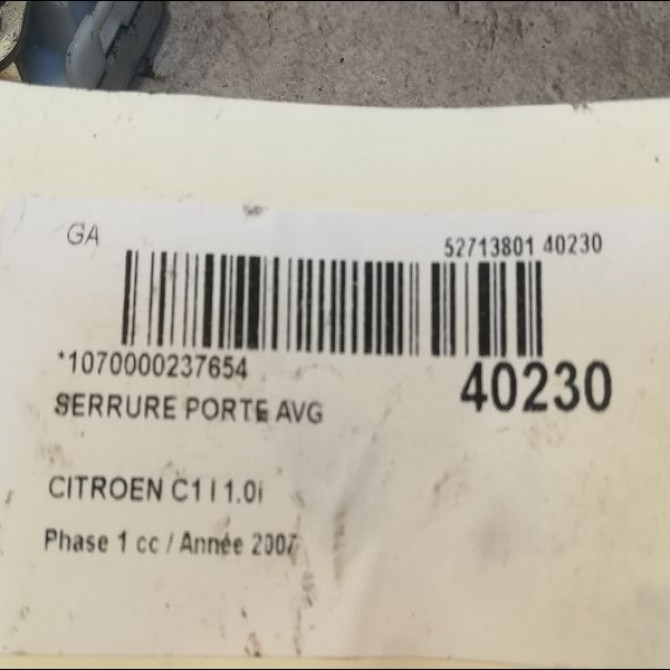 GA
52713801 40230
*1070000237654
40230
SERRURE PORTE AVG
CITROEN C1 I 1.0i
Phase 1 cc / Année 2007